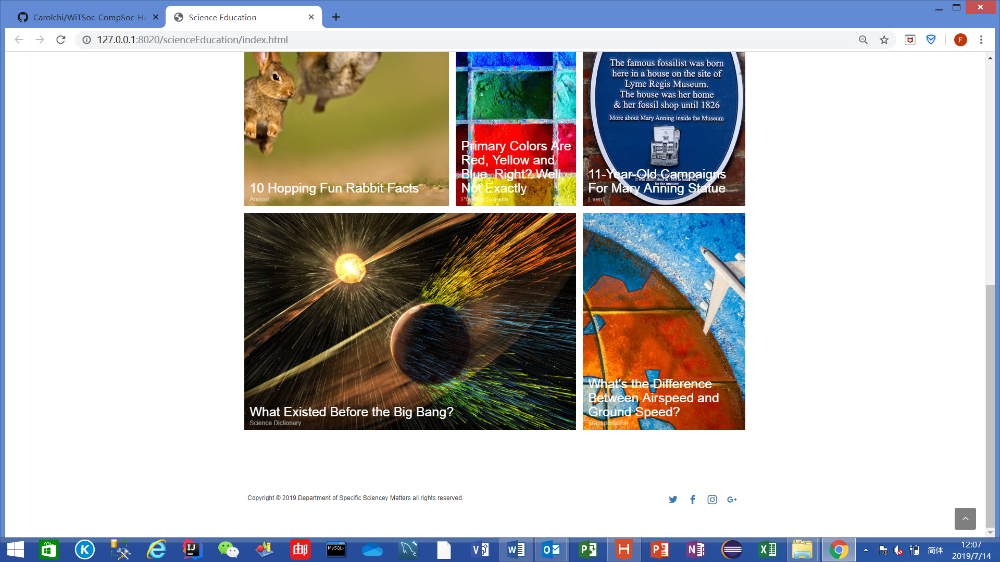 Carolchi/WiTSoc-CompSoc-Ha
Science Education
127.0.0.1:8020/scienceEducation/index.html
F
The famous fossilist was born
here in a house on the site of
Lyme Regis Museum.
The house was her home
& her fossil shop until 1826
More about Mary Anning inside the Museum
10 Hopping Fun Rabbit Facts
Animal
Primary Colors Are
Red, Yellow and
Blue, Right? Well,
Not Exactly
Physical Science
It was demolished in 1889 to make way
for the museum
11-Year-Old Campaigns
For Mary Anning Statue
Event
What Existed Before the Big Bang?
Science Dictionary
What's the Difference
Between Airspeed and
Ground Speed?
Transportation
Copyright © 2019.Department of Specific Sciencey Matters all rights reserved.
G+
K
IJ
邮
MySQL
简体
12:07
2019/7/14